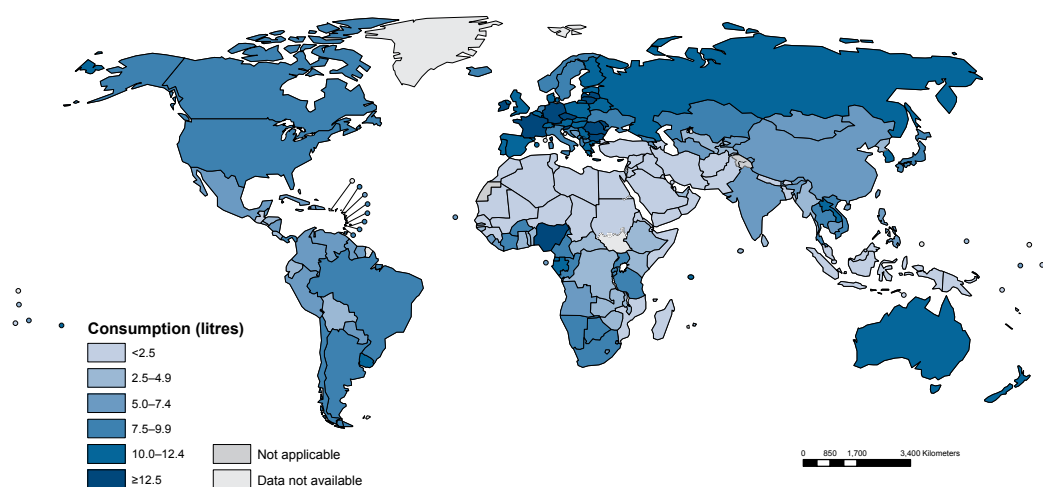 Consumption (litres)
<2.5
2.5–4.9
5.0–7.4
7.5–9.9
10.0–12.4
≥12.5
Not applicable
Data not available
0 850 1,700 3,400 Kilometers